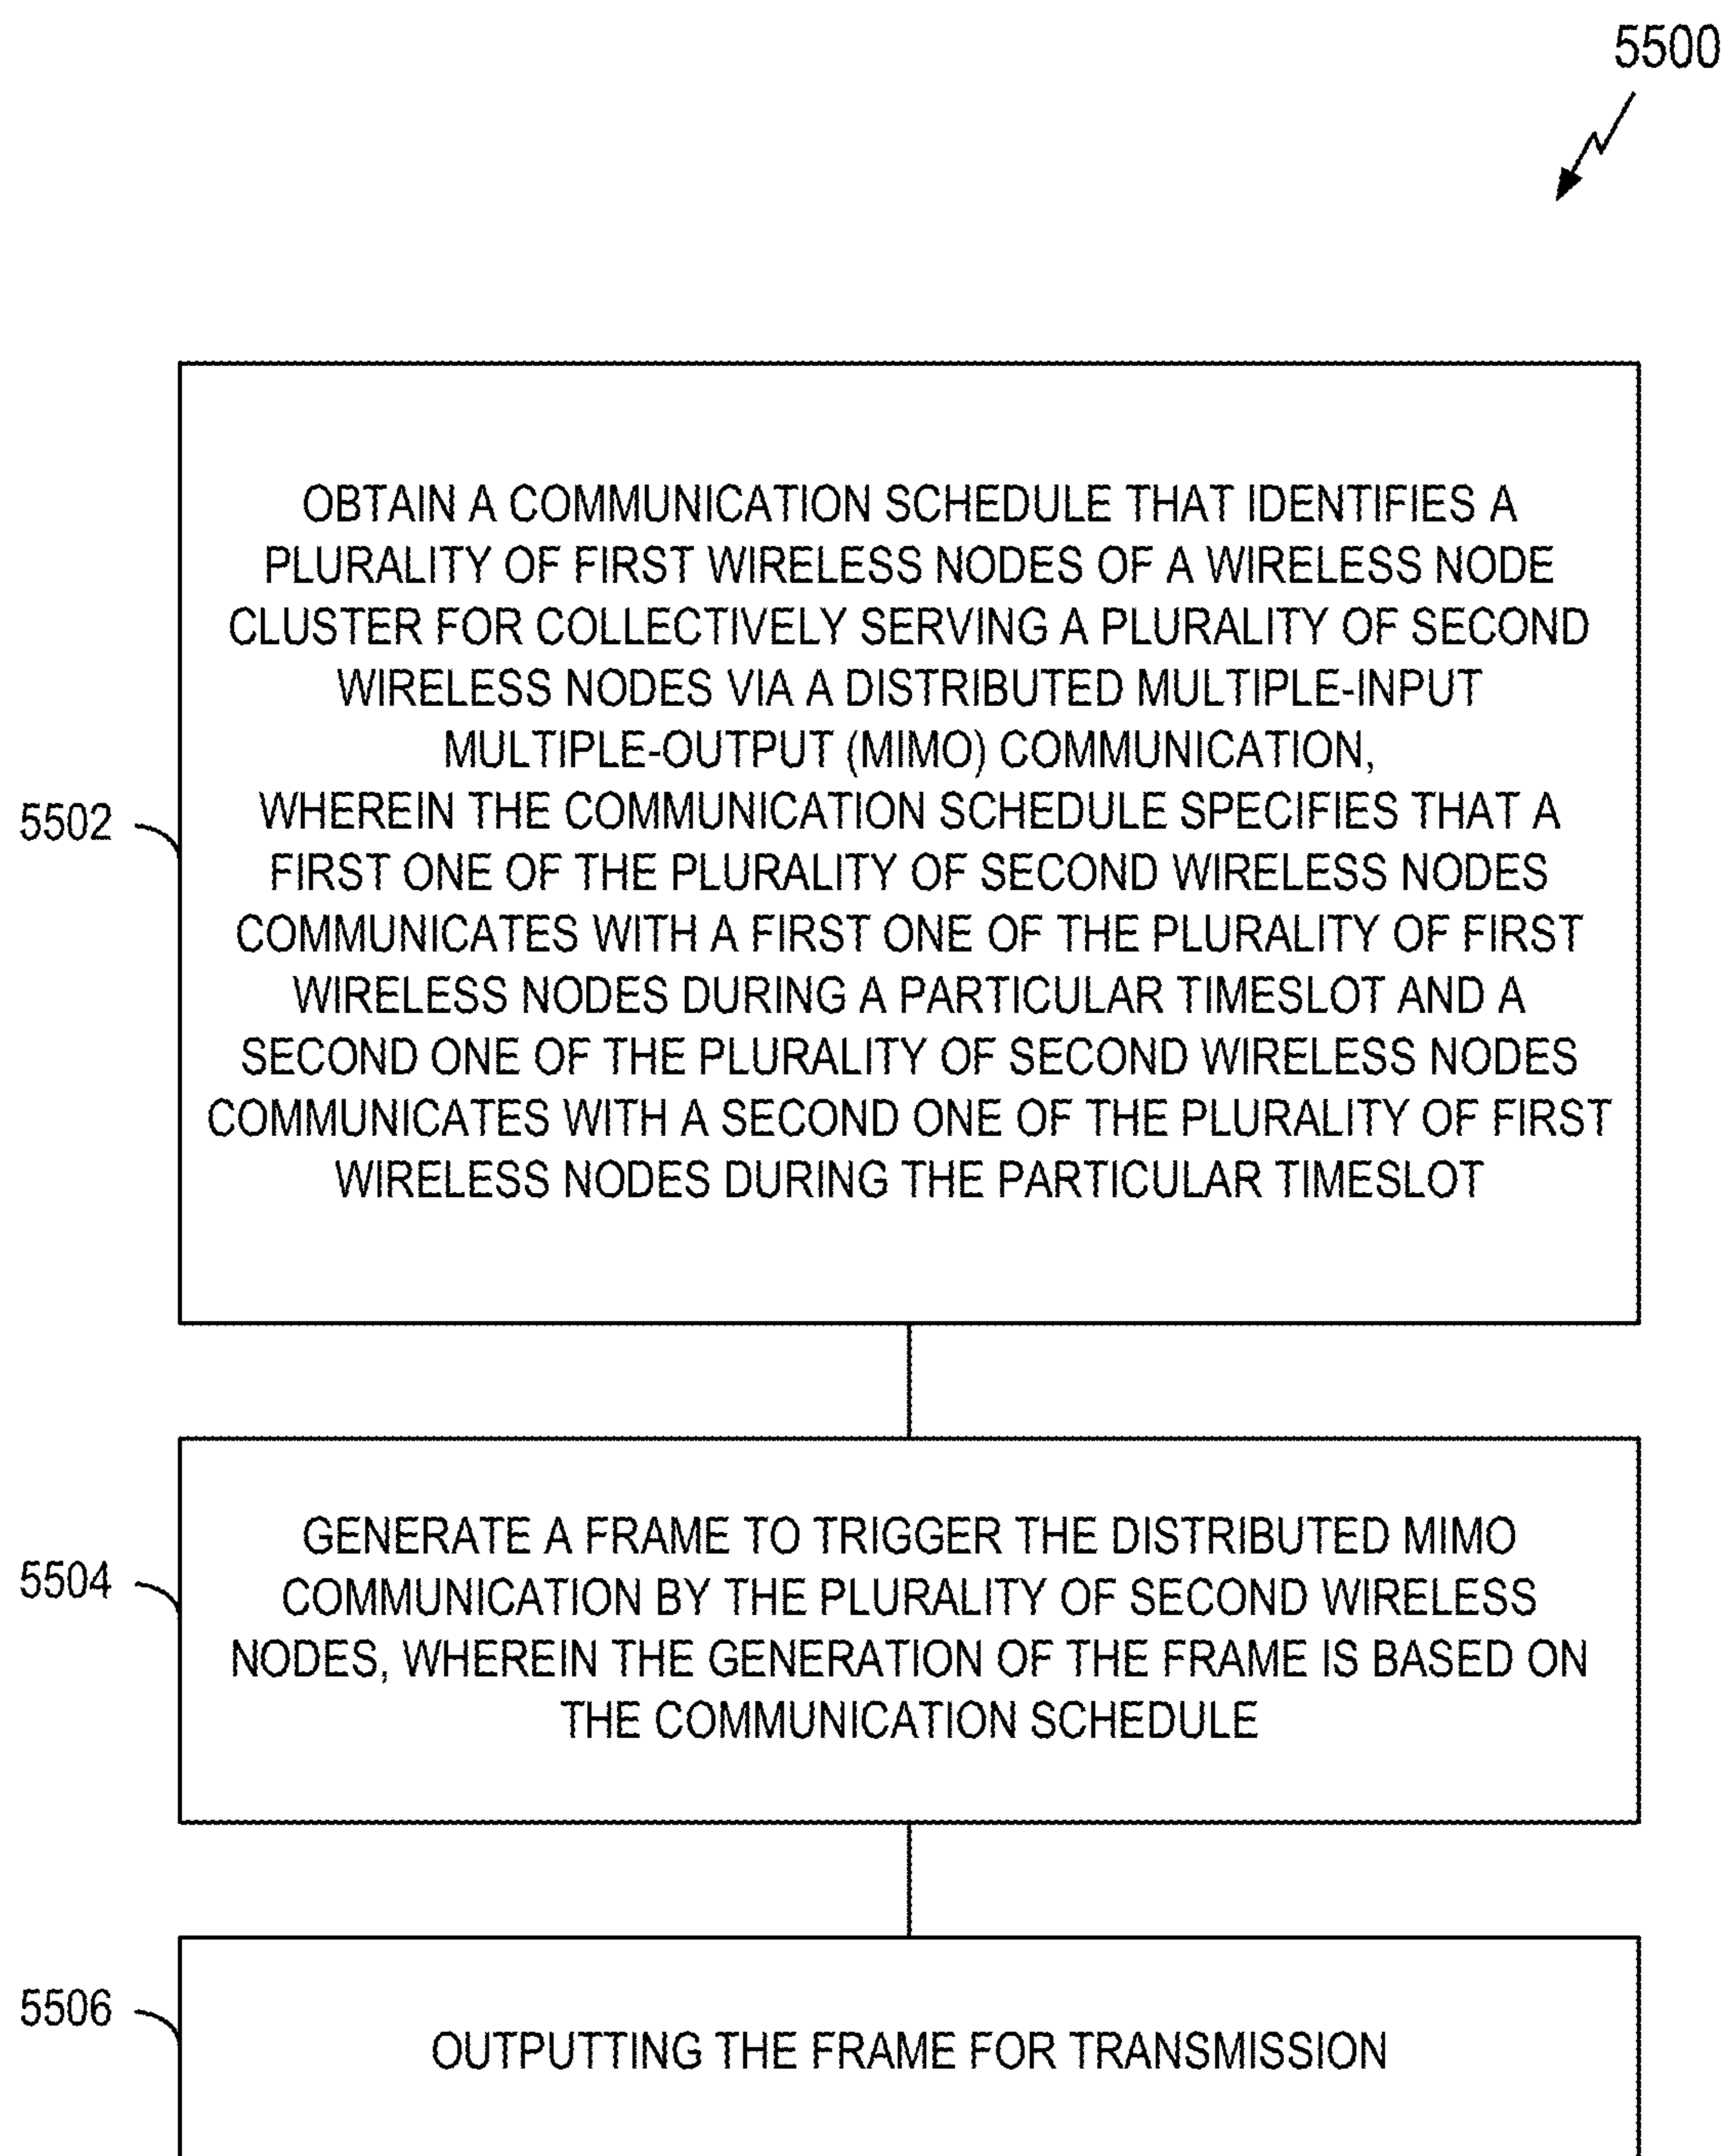 5500
OBTAIN A COMMUNICATION SCHEDULE THAT IDENTIFIES A
PLURALITY OF FIRST WIRELESS NODES OF A WIRELESS NODE
CLUSTER FOR COLLECTIVELY SERVING A PLURALITY OF SECOND
WIRELESS NODES VIA A DISTRIBUTED MULTIPLE-INPUT
MULTIPLE-OUTPUT (MIMO) COMMUNICATION,
WHEREIN THE COMMUNICATION SCHEDULE SPECIFIES THAT A
FIRST ONE OF THE PLURALITY OF SECOND WIRELESS NODES
COMMUNICATES WITH A FIRST ONE OF THE PLURALITY OF FIRST
WIRELESS NODES DURING A PARTICULAR TIMESLOT AND A
SECOND ONE OF THE PLURALITY OF SECOND WIRELESS NODES
COMMUNICATES WITH A SECOND ONE OF THE PLURALITY OF FIRST
WIRELESS NODES DURING THE PARTICULAR TIMESLOT
5502
GENERATE A FRAME TO TRIGGER THE DISTRIBUTED MIMO
COMMUNICATION BY THE PLURALITY OF SECOND WIRELESS
NODES, WHEREIN THE GENERATION OF THE FRAME IS BASED ON
THE COMMUNICATION SCHEDULE
5504
OUTPUTTING THE FRAME FOR TRANSMISSION
5506